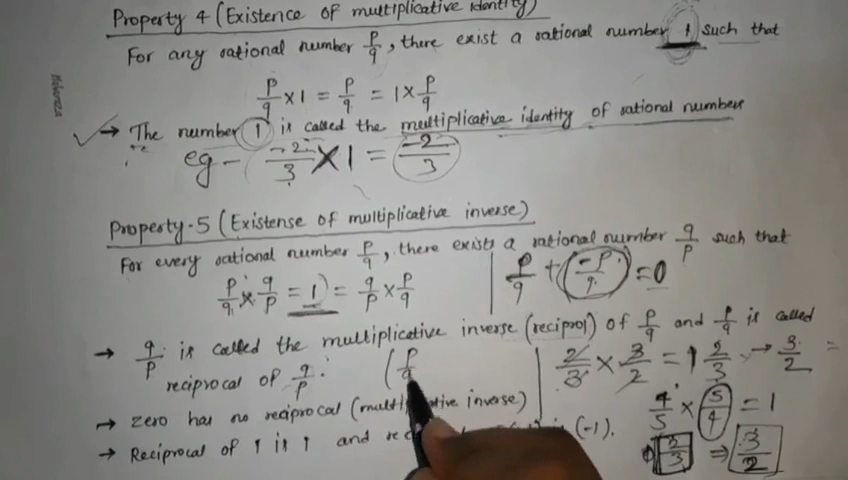 Property 4 (Existence of multiplicative identity)
For any rational number p/q, there exist a rational number 1 such that
p/q × 1 = p/q = 1 × p/q
→ The number 1 is called the multiplicative identity of rational numbers
eg - -2/3 × 1 = -2/3
Property-5 (Existense of multiplicative inverse)
For every rational number p/q, there exists a rational number q/p such that
p/q × q/p = 1 = q/p × p/q
p/q + (-p/q) = 0
→ q/p is called the multiplicative inverse (reciprol) of p/q and p/q is called
reciprocal of q/p.
(p/q
2/3 × 3/2 = 1 2/3 → 3/2 =
→ zero has no reciprocal (multiplicative inverse)
4/5 × 5/4 = 1
→ Reciprocal of 1 is 1 and is (-1).
2/3 ⇒ 3/2